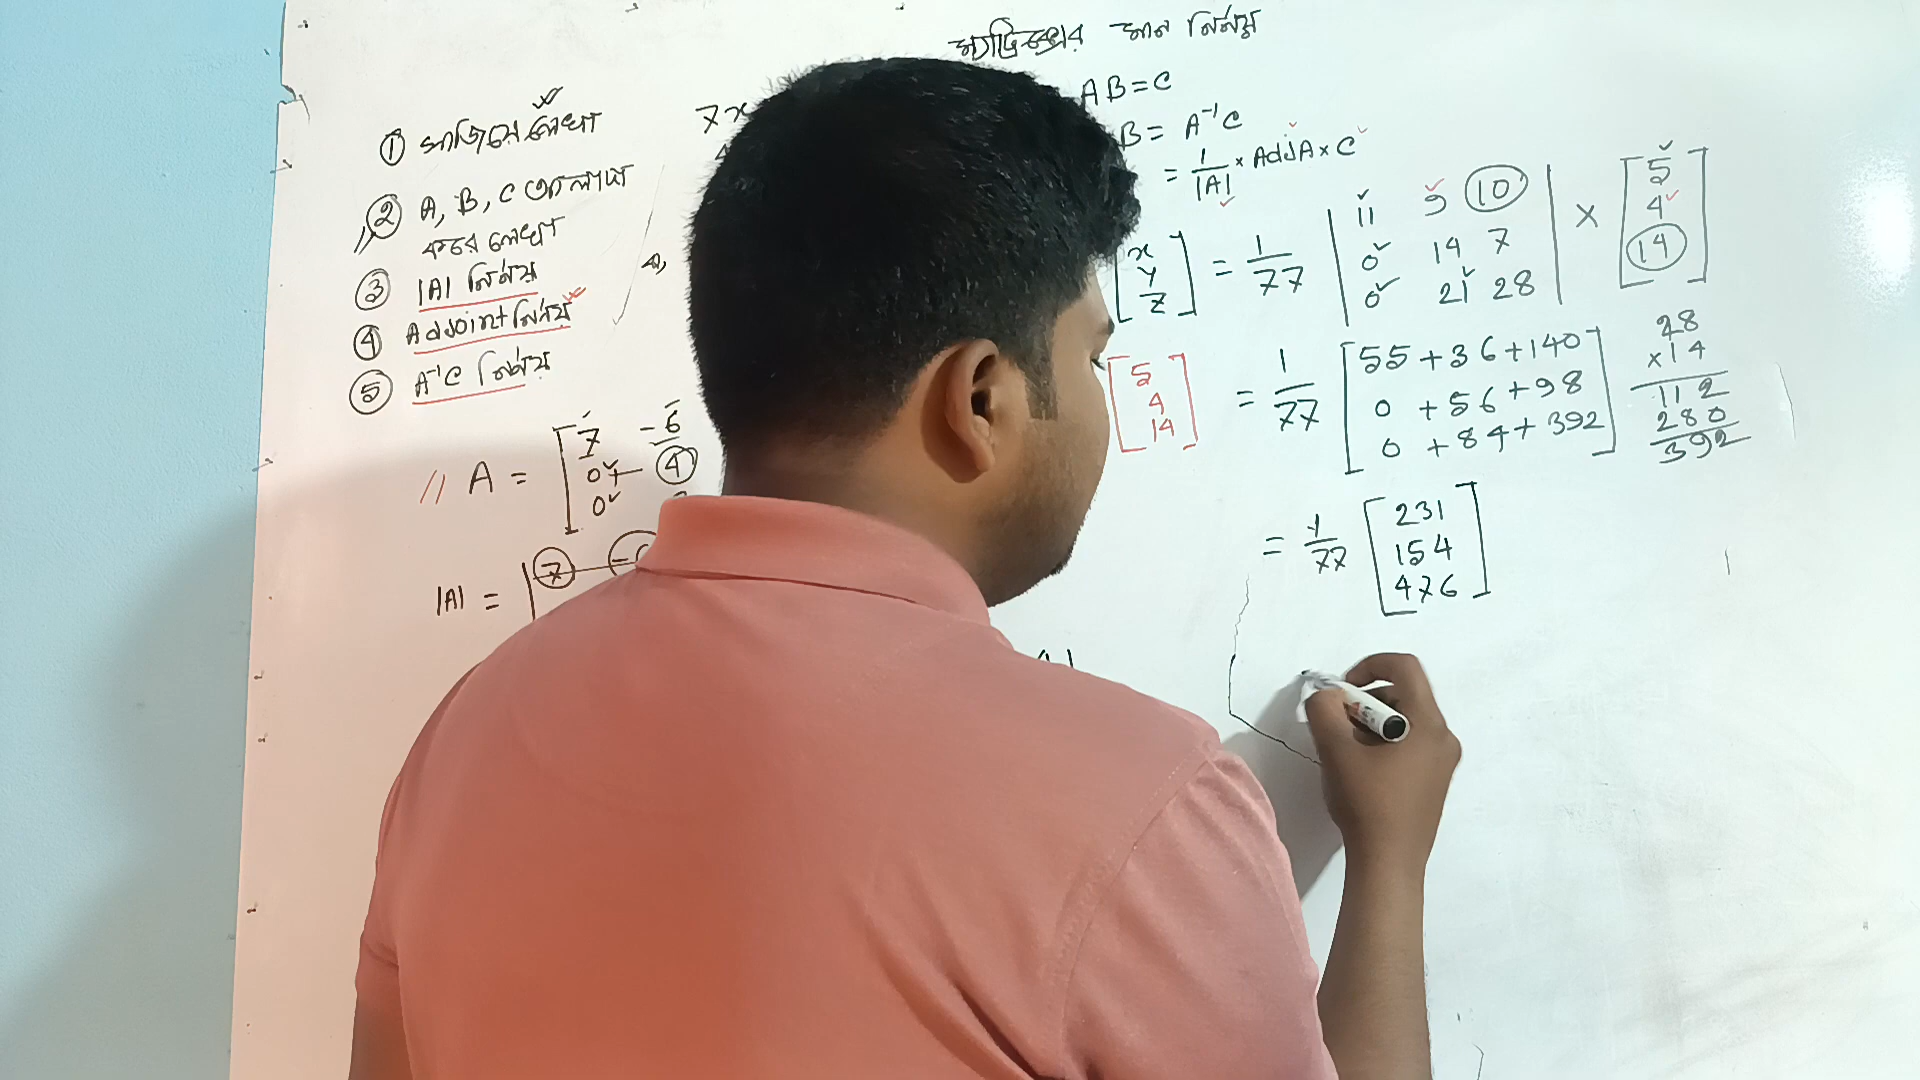 ম্যাট্রিক্সের মান নির্ণয়
① সাজিয়ে লেখা
② A, B, C আলাদা
করে লেখা
③ |A| নির্ণয়
④ Adjoint নির্ণয়
⑤ A⁻¹C নির্ণয়
A =
7 -6
0 4
0
|A| =
7
7x
AB = C
B = A⁻¹C
= 1/|A| × AdjA × C
[x y z] = 1/77 | 11 9 10 | × [5 4 14]
0 14 7
0 21 28
[5 4 14]
= 1/77 [55 + 36 + 140
0 + 56 + 98
0 + 84 + 392]
28
×14
112
280
392
= 1/77 [231
154
476]